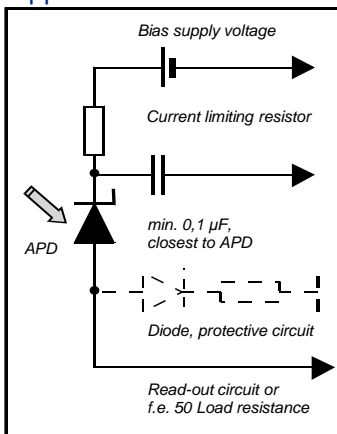 Bias supply voltage
Current limiting resistor
min. 0,1 µF,
closest to APD
APD
Diode, protective circuit
Read-out circuit or
f.e. 50 Load resistance